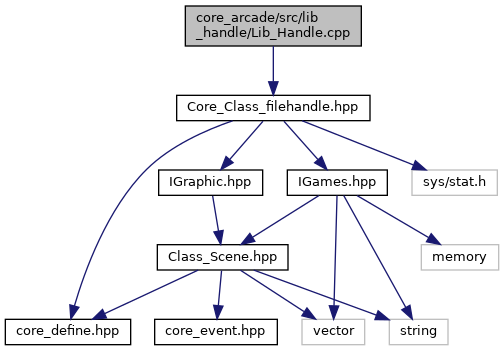 core_arcade/src/lib
_handle/Lib_Handle.cpp
Core_Class_filehandle.hpp
IGraphic.hpp
IGames.hpp
sys/stat.h
Class_Scene.hpp
memory
core_define.hpp
core_event.hpp
vector
string